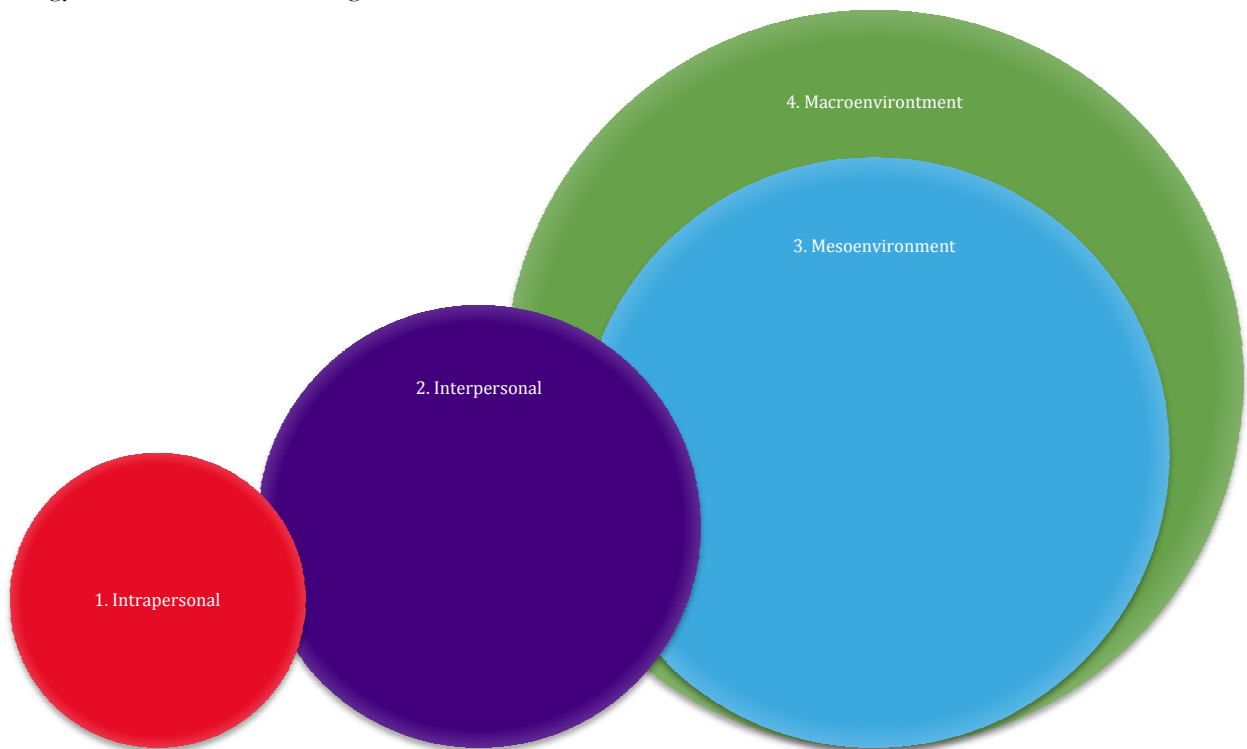 4. Macroenvirontment
3. Mesoenvironment
2. Interpersonal
1. Intrapersonal